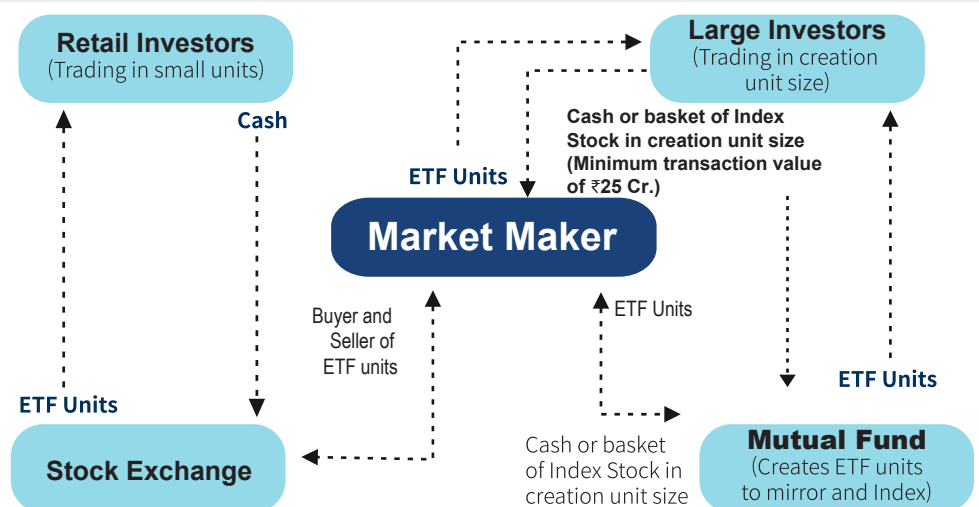 Retail Investors
(Trading in small units)
Large Investors
(Trading in creation
unit size)
Cash
Cash or basket of Index
Stock in creation unit size
(Minimum transaction value
of ₹25 Cr.)
ETF Units
Market Maker
Buyer and
Seller of
ETF units
ETF Units
ETF Units
ETF Units
Stock Exchange
Cash or basket
of Index Stock in
creation unit size
Mutual Fund
(Creates ETF units
to mirror and Index)